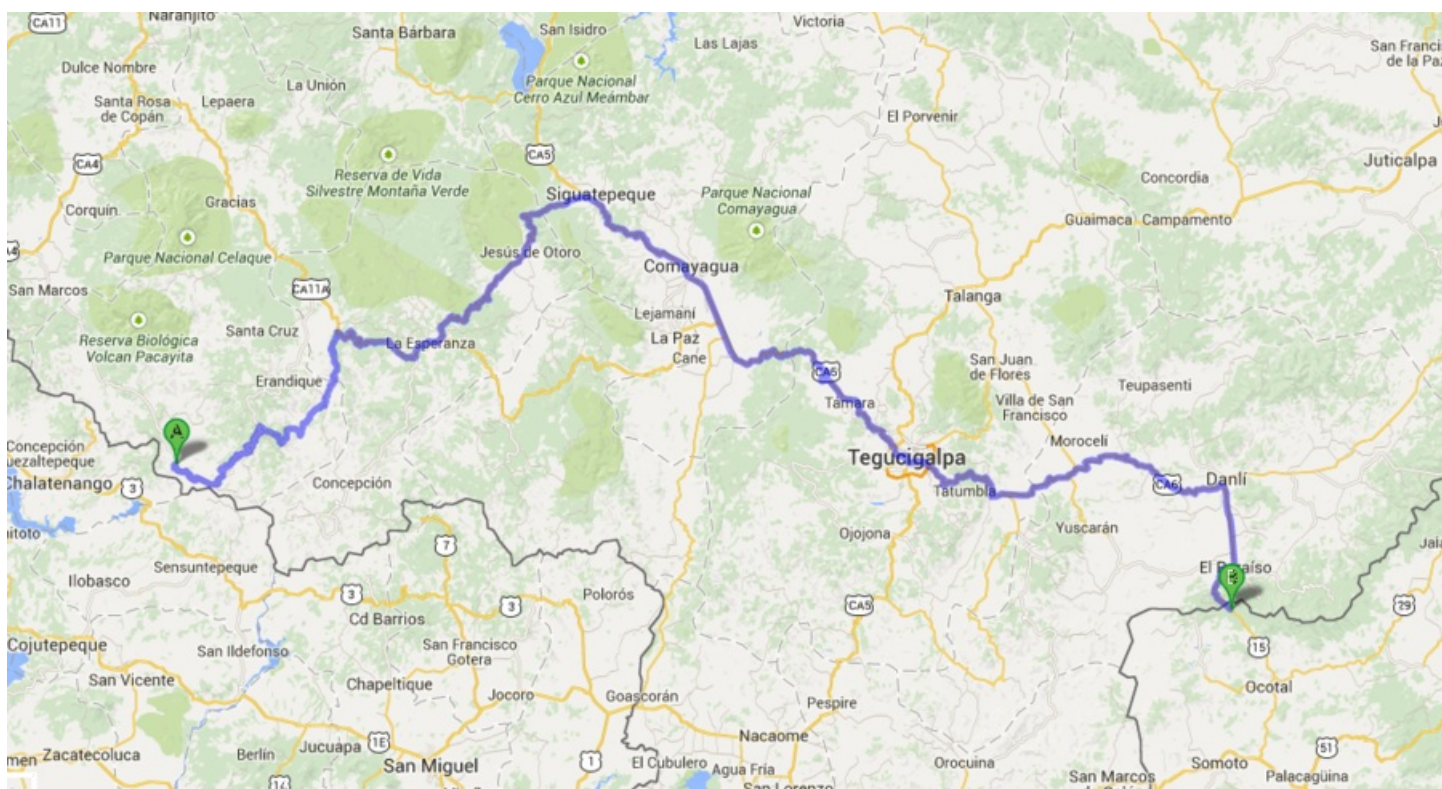 CA11
Naranjito
Victoria
Santa Bárbara
San Isidro
Las Lajas
San Francisco
de la Paz
Dulce Nombre
La Unión
Parque Nacional
Cerro Azul Meámbar
Santa Rosa
de Copán
Lepaera
El Porvenir
CA4
CA5
Juticalpa
Reserva de Vida
Silvestre Montaña Verde
Siguatepeque
Parque Nacional
Comayagua
Concordia
Corquín
Gracias
Guaimaca
Campamento
Parque Nacional Celaque
Jesús de Otoro
Comayagua
San Marcos
CA11A
Talanga
Reserva Biológica
Volcan Pacayita
Santa Cruz
La Esperanza
Lejamaní
La Paz
Cane
CA5
San Juan
de Flores
Erandique
Tamara
Teupasenti
Villa de San
Francisco
A
Concepción
Chalatenango
3
Concepción
Tegucigalpa
Morocelí
Tatumbla
CA6
Danlí
Ojojona
Yuscarán
7
Sensuntepeque
Ilobasco
El Paraíso
3
3
Polorós
CA5
29
Cd Barrios
Cojutepeque
San Ildefonso
San Francisco
Gotera
15
San Vicente
Chapeltique
Jocoro
Goascorán
Pespire
Ocotal
Nacaome
Zacatecoluca
Berlín
Jucuapa
1E
San Miguel
1
El Cubulero
Agua Fría
Orocuina
51
Somoto
San Marcos
Palacagüina
San Lorenzo